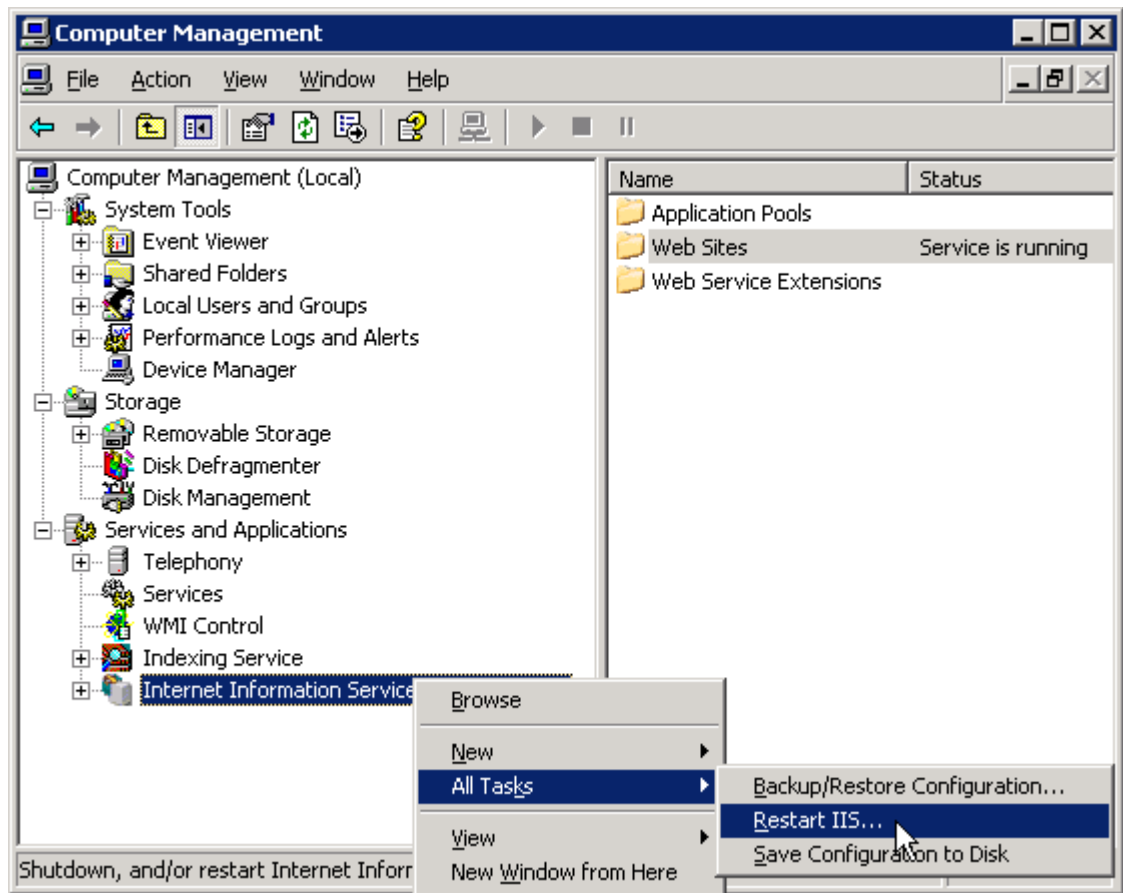 Computer Management
File Action View Window Help
Computer Management (Local)
System Tools
Event Viewer
Shared Folders
Local Users and Groups
Performance Logs and Alerts
Device Manager
Storage
Removable Storage
Disk Defragmenter
Disk Management
Services and Applications
Telephony
Services
WMI Control
Indexing Service
Internet Information Service
Name Status
Application Pools
Web Sites Service is running
Web Service Extensions
Browse
New
All Tasks
View
New Window from Here
Backup/Restore Configuration...
Restart IIS...
Save Configuration to Disk
Shutdown, and/or restart Internet Inforr